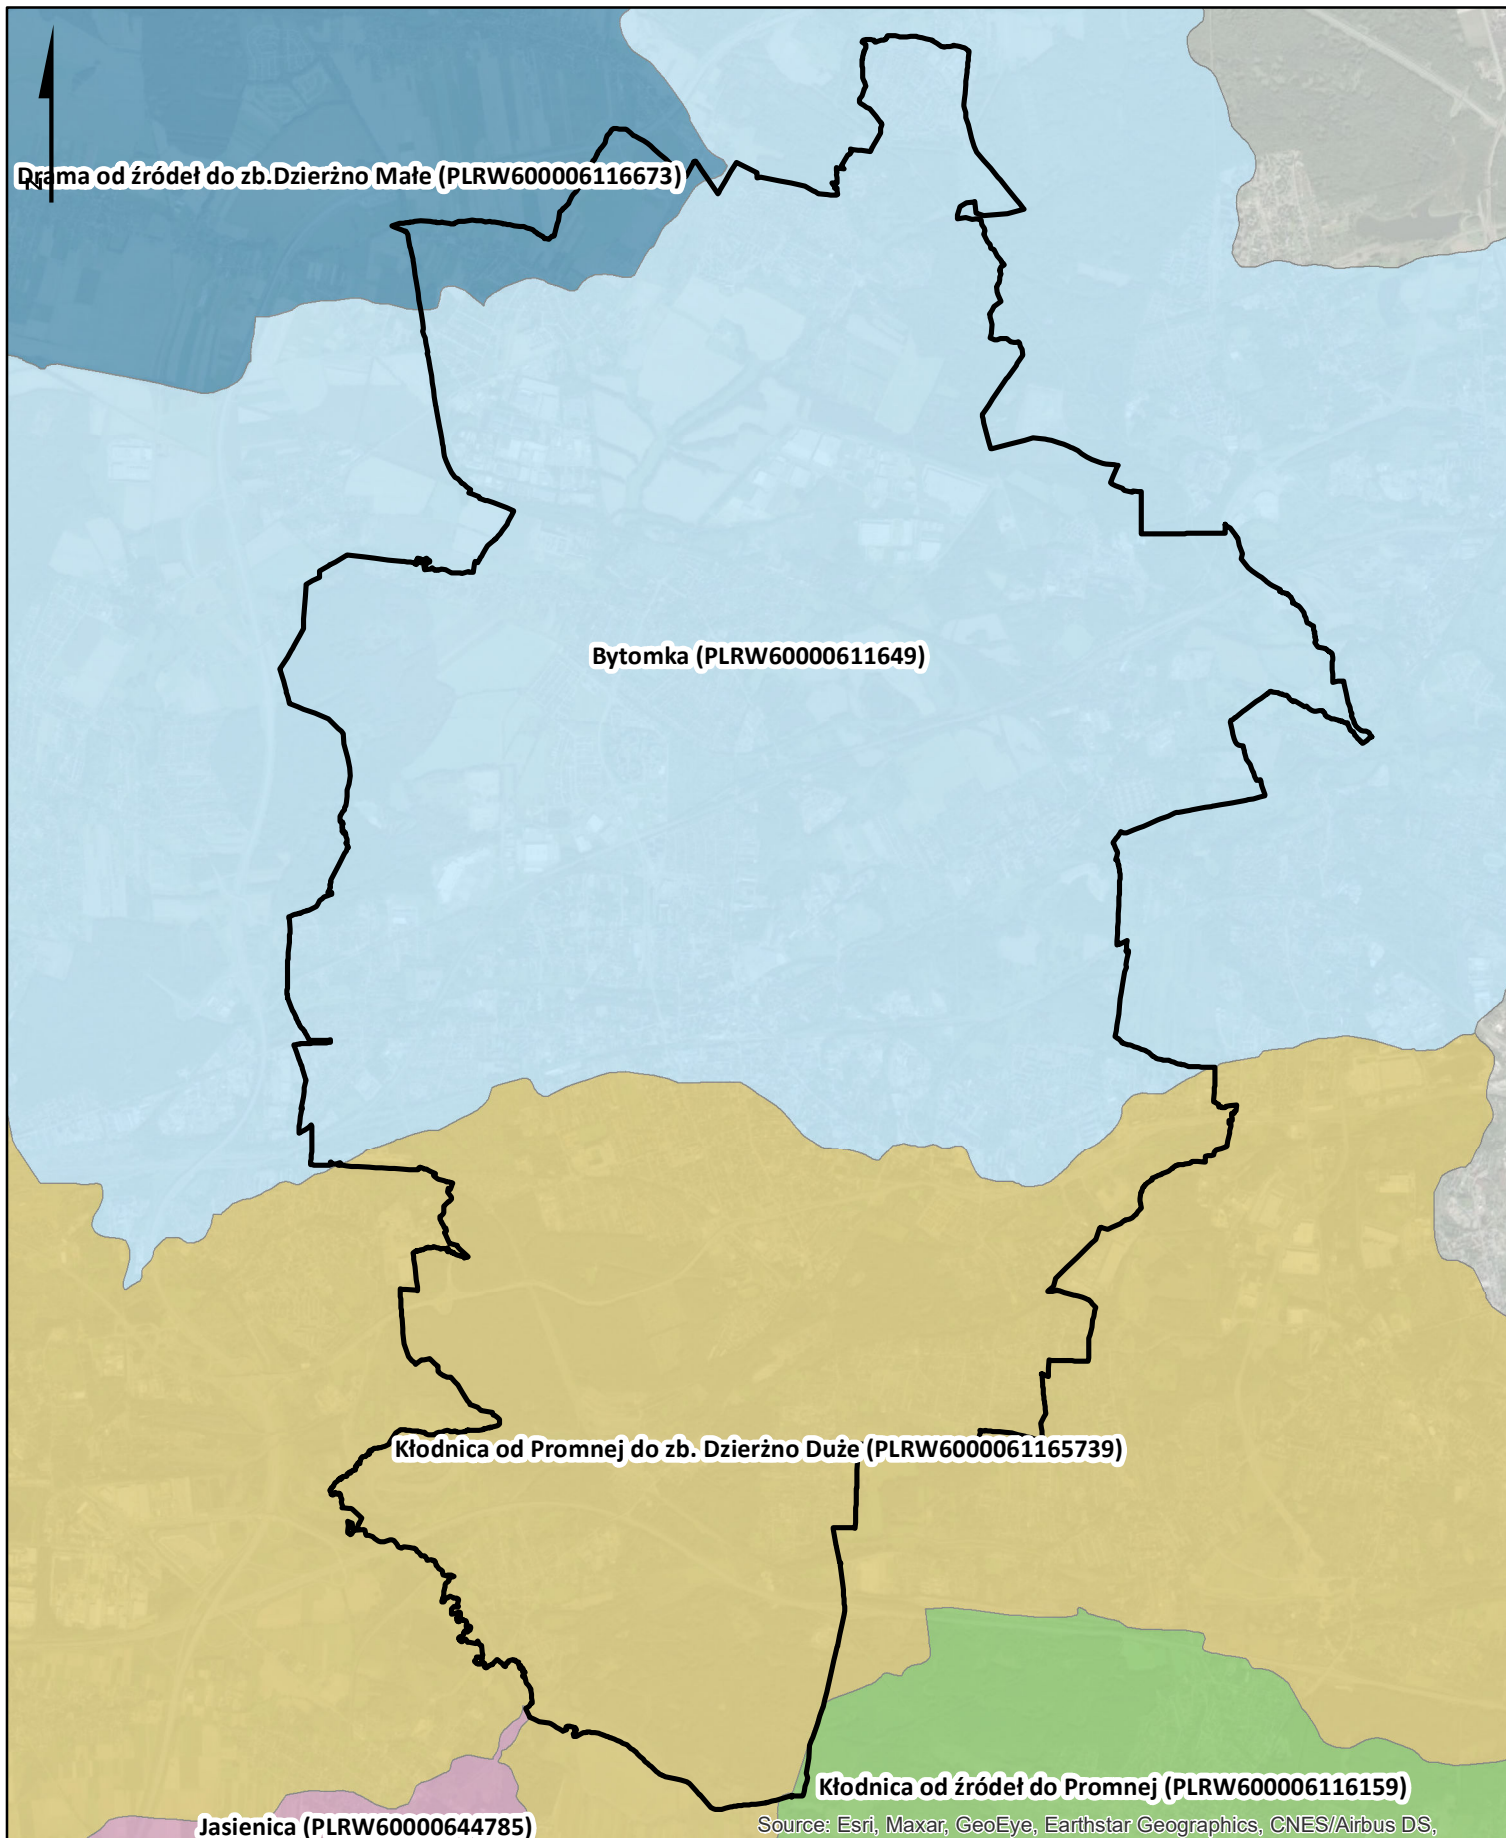 Drama od źródeł do zb.Dzierżno Małe (PLRW600006116673)
Z
Bytomka (PLRW60000611649)
Kłodnica od Promnej do zb. Dzierżno Duże (PLRW6000061165739)
Kłodnica od źródeł do Promnej (PLRW600006116159)
Jasienica (PLRW60000644785)
Source: Esri, Maxar, GeoEye, Earthstar Geographics, CNES/Airbus DS,